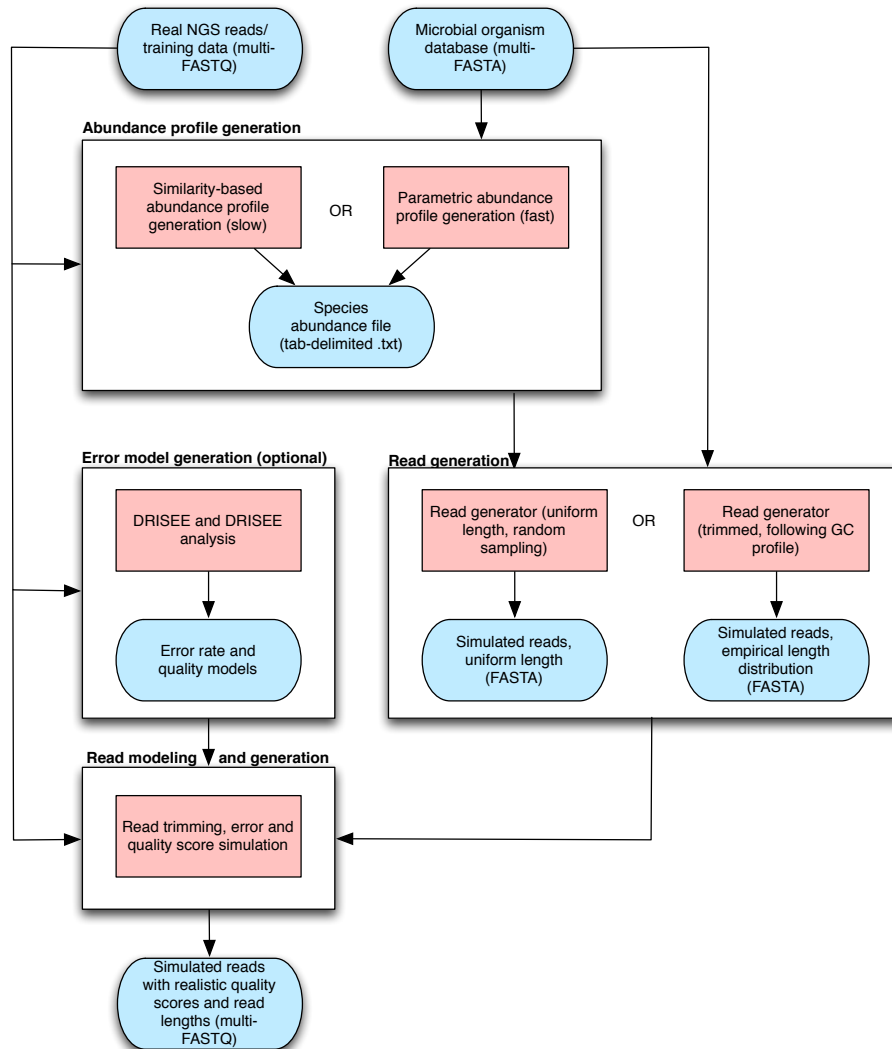 Real NGS reads/
training data (multi-
FASTQ)
Microbial organism
database (multi-
FASTA)
Abundance profile generation
Similarity-based
abundance profile
generation (slow)
OR
Parametric abundance
profile generation (fast)
Species
abundance file
(tab-delimited .txt)
Error model generation (optional)
DRISEE and DRISEE
analysis
Error rate and
quality models
Read generation
Read generator (uniform
length, random
sampling)
OR
Read generator
(trimmed, following GC
profile)
Simulated reads,
uniform length
(FASTA)
Simulated reads,
empirical length
distribution
(FASTA)
Read modeling and generation
Read trimming, error and
quality score simulation
Simulated reads
with realistic quality
scores and read
lengths (multi-
FASTQ)